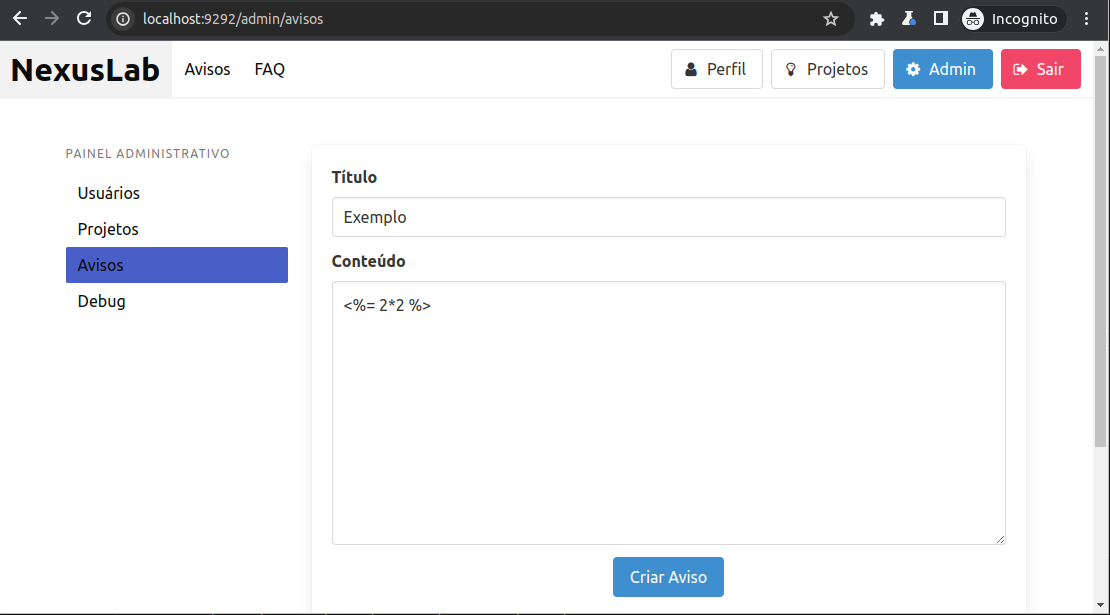 localhost:9292/admin/avisos
Incognito
NexusLab Avisos FAQ Perfil Projetos Admin Sair
PAINEL ADMINISTRATIVO
Usuários
Projetos
Avisos
Debug
Título
Exemplo
Conteúdo
<%= 2*2 %>
Criar Aviso